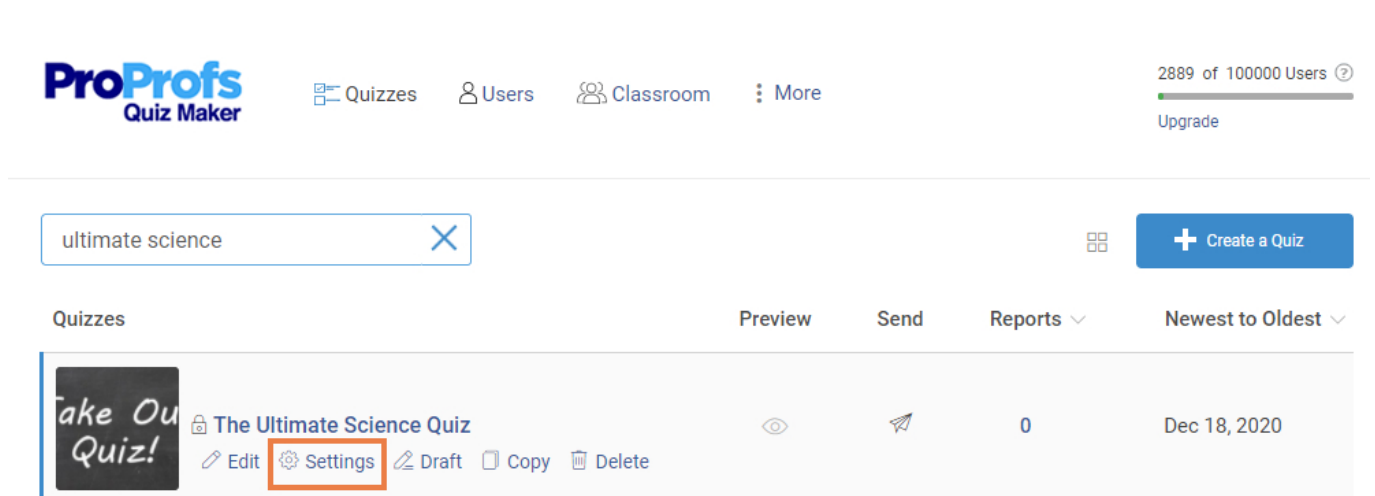 ProProfs
Quiz Maker
Quizzes Users Classroom More
2889 of 100000 Users ?
Upgrade
ultimate science
Create a Quiz
Quizzes Preview Send Reports Newest to Oldest
Take Ou
Quiz!
The Ultimate Science Quiz 0 Dec 18, 2020
Edit Settings Draft Copy Delete